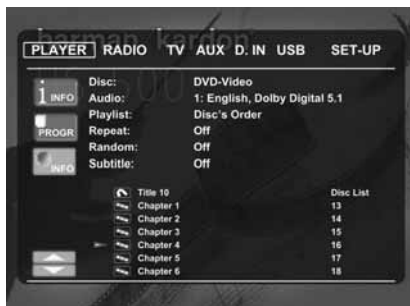 harman kardon
PLAYER RADIO TV AUX D. IN USB SET-UP
Disc: DVD-Video
i INFO
Audio: 1: English, Dolby Digital 5.1
Playlist: Disc's Order
PROGR
Repeat: Off
Random: Off
INFO
Subtitle: Off
Title 10 Disc List
Chapter 1 13
Chapter 2 14
Chapter 3 15
Chapter 4 16
Chapter 5 17
Chapter 6 18